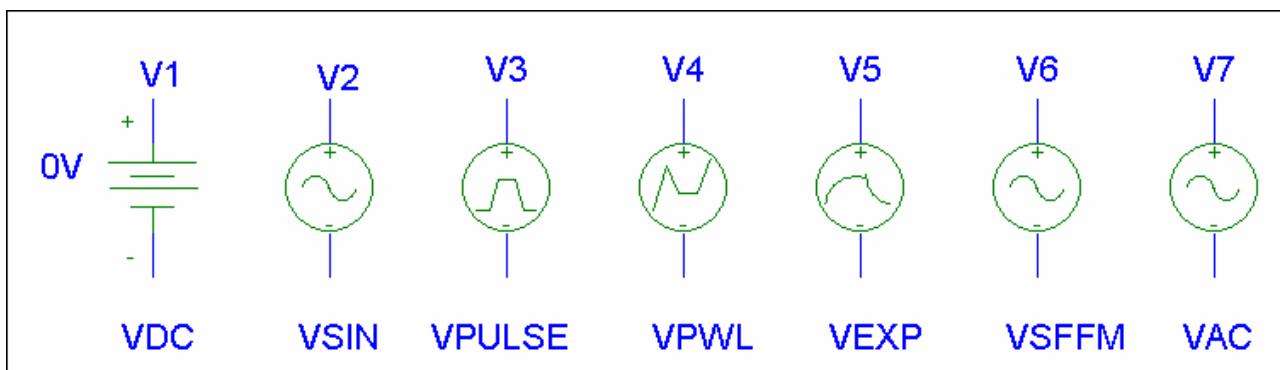 V1 V2 V3 V4 V5 V6 V7
+
0V + + + + + +
- - - - - -
-
VDC VSIN VPULSE VPWL VEXP VSFFM VAC